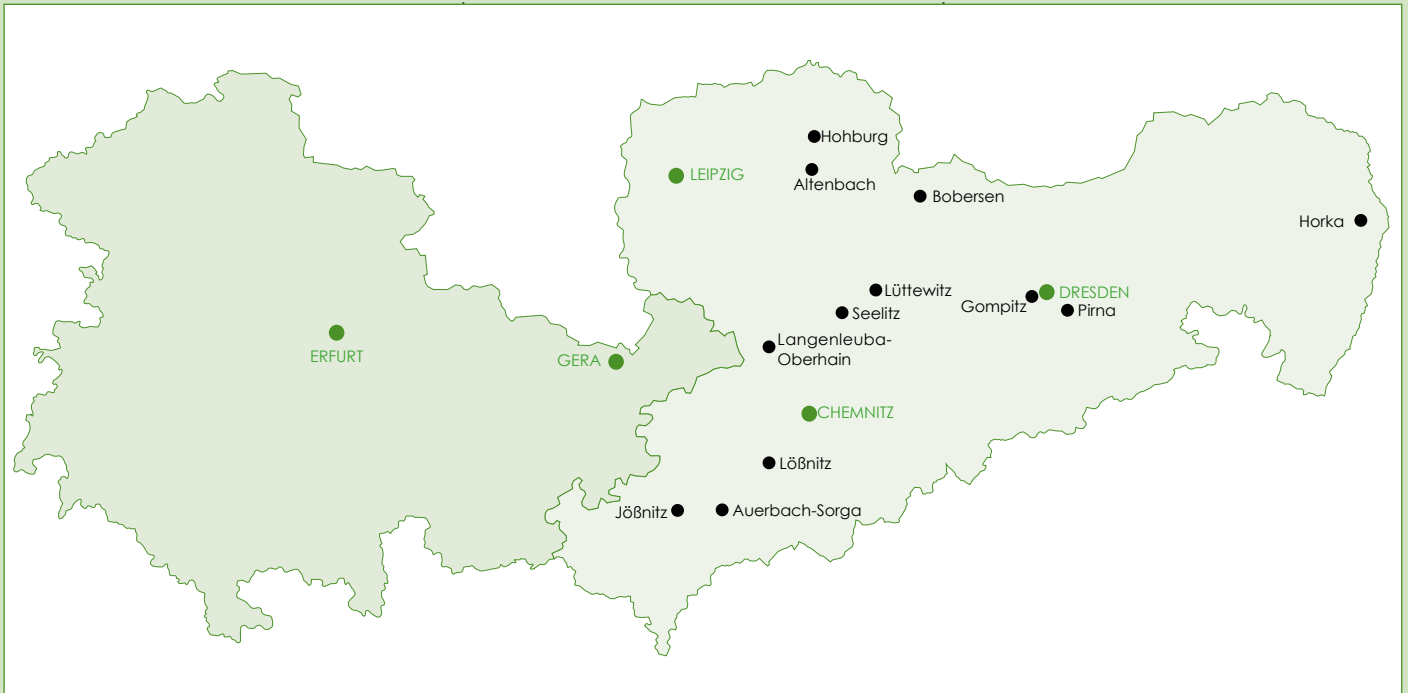 Hohburg
LEIPZIG
Altenbach
Bobersen
Horka
Lüttewitz
DRESDEN
Gompitz
Pirna
Seelitz
Langenleuba-
Oberhain
ERFURT
GERA
CHEMNITZ
Lößnitz
Jößnitz
Auerbach-Sorga